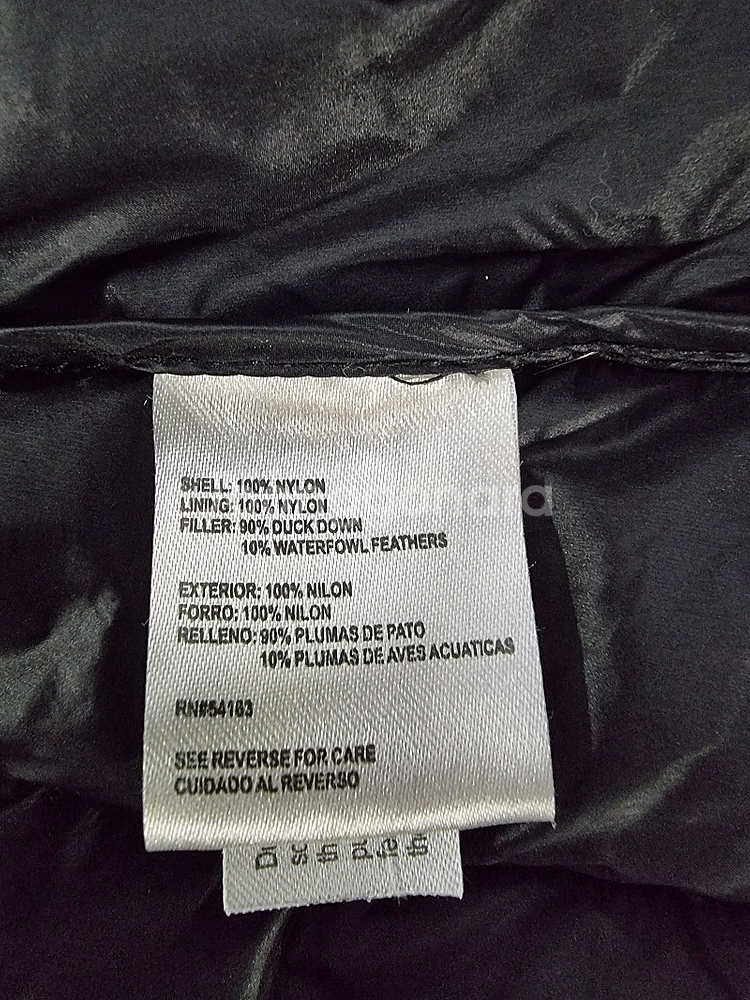 SHELL: 100% NYLON
LINING: 100% NYLON
FILLER: 90% DUCK DOWN
10% WATERFOWL FEATHERS
EXTERIOR: 100% NILON
FORRO: 100% NILON
RELLENO: 90% PLUMAS DE PATO
10% PLUMAS DE AVES ACUATICAS
RN#54163
SEE REVERSE FOR CARE
CUIDADO AL REVERSO